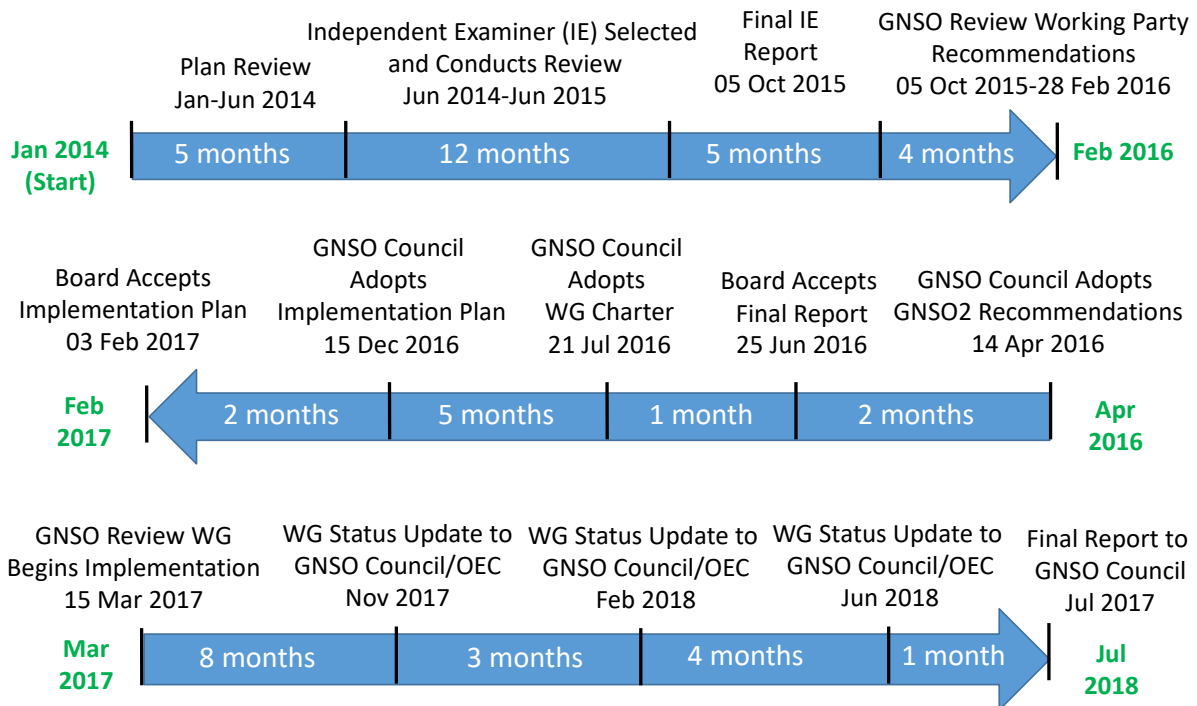 Plan Review
Jan-Jun 2014
Independent Examiner (IE) Selected
and Conducts Review
Jun 2014-Jun 2015
Final IE
Report
05 Oct 2015
GNSO Review Working Party
Recommendations
05 Oct 2015-28 Feb 2016
Jan 2014
(Start)
5 months
12 months
5 months
4 months
Feb 2016
Board Accepts
Implementation Plan
03 Feb 2017
GNSO Council
Adopts
Implementation Plan
15 Dec 2016
GNSO Council
Adopts
WG Charter
21 Jul 2016
Board Accepts
Final Report
25 Jun 2016
GNSO Council Adopts
GNSO2 Recommendations
14 Apr 2016
Feb
2017
2 months
5 months
1 month
2 months
Apr
2016
GNSO Review WG
Begins Implementation
15 Mar 2017
WG Status Update to
GNSO Council/OEC
Nov 2017
WG Status Update to
GNSO Council/OEC
Feb 2018
WG Status Update to
GNSO Council/OEC
Jun 2018
Final Report to
GNSO Council
Jul 2017
Mar
2017
8 months
3 months
4 months
1 month
Jul
2018